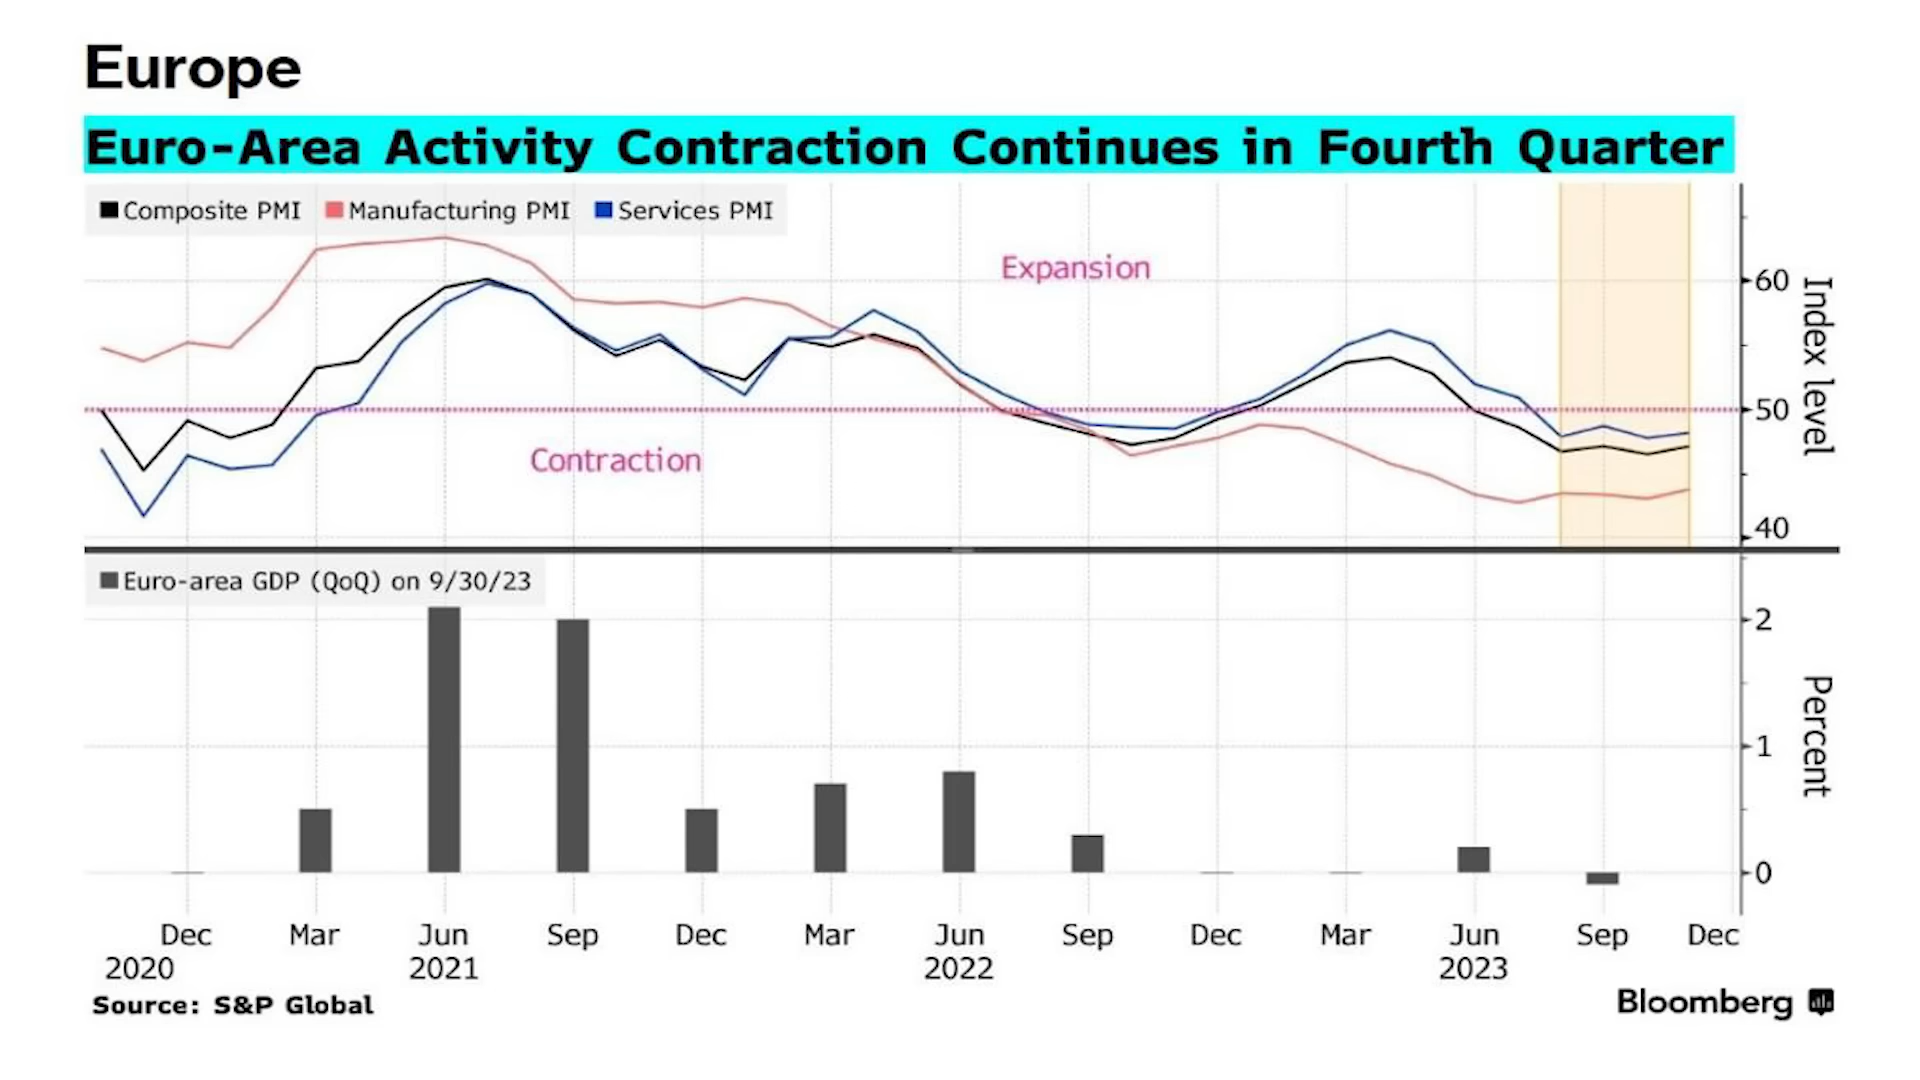 Europe
Euro-Area Activity Contraction Continues in Fourth Quarter
Composite PMI Manufacturing PMI Services PMI
Expansion
Contraction
60
50
40
Index level
Euro-area GDP (QoQ) on 9/30/23
2
1
0
Percent
Dec Mar Jun Sep Dec Mar Jun Sep Dec Mar Jun Sep Dec
2020 2021 2022 2023
Source: S&P Global
Bloomberg